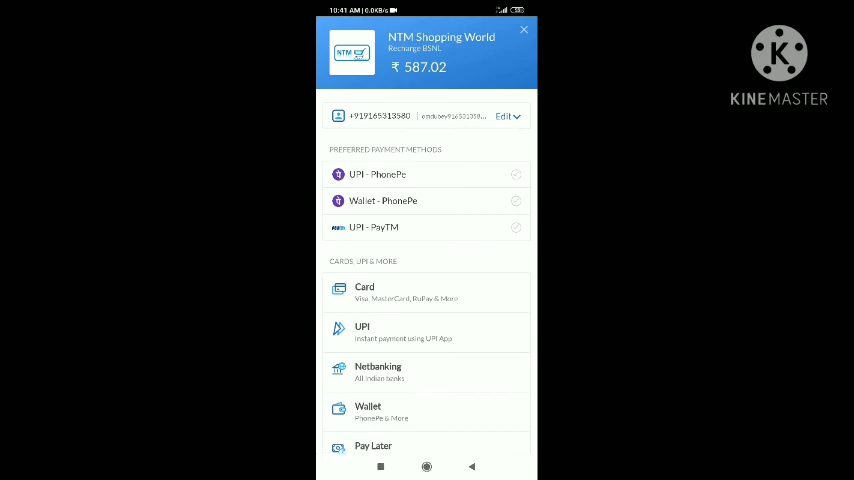 10:41 AM | 0.0KB/s
NTM Shopping World
NTM
Recharge BSNL
₹ 587.02
K
KINEMASTER
+919165313580
Edit
PREFERRED PAYMENT METHODS
UPI - PhonePe
Wallet - PhonePe
UPI - PayTM
CARDS, UPI & MORE
Card
Visa, MasterCard, RuPay & More
UPI
Instant payment using UPI App
Netbanking
All Indian banks
Wallet
PhonePe & More
Pay Later